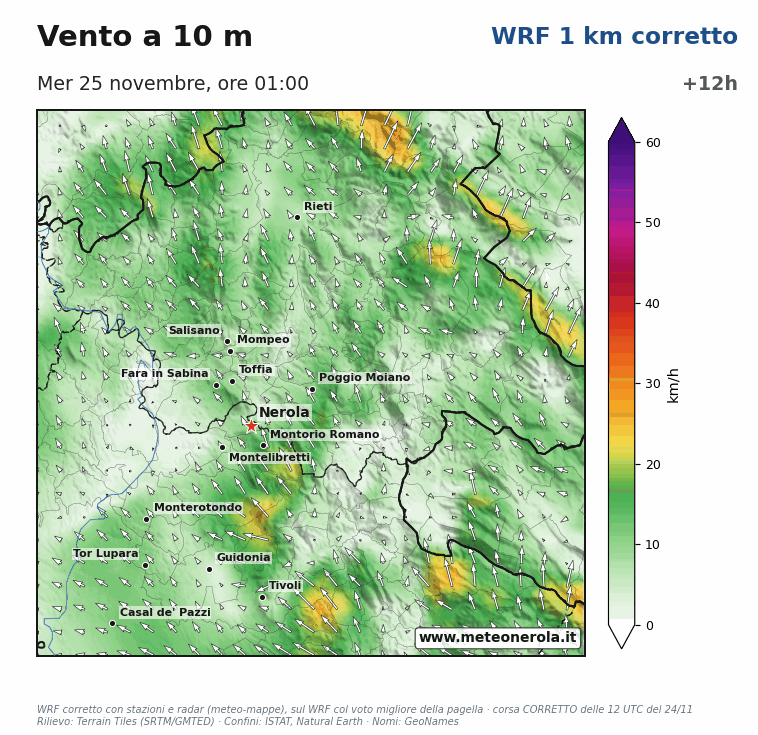 Vento a 10 m
WRF 1 km corretto
Mer 25 novembre, ore 01:00
+12h
Rieti
Salisano
Mompeo
Toffia
Fara in Sabina
Poggio Moiano
Nerola
Montorio Romano
Montelibretti
Monterotondo
Tor Lupara
Guidonia
Tivoli
Casal de' Pazzi
www.meteonerola.it
60
50
40
30
20
10
0
km/h
WRF corretto con stazioni e radar (meteo-mappe), sul WRF col voto migliore della pagella · corsa CORRETTO delle 12 UTC del 24/11
Rilievo: Terrain Tiles (SRTM/GMTED) · Confini: ISTAT, Natural Earth · Nomi: GeoNames